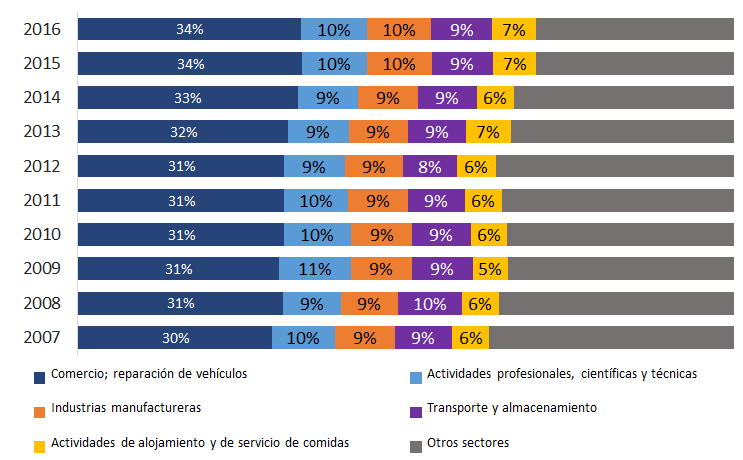 2016 34% 10% 10% 9% 7%
2015 34% 10% 10% 9% 7%
2014 33% 9% 9% 9% 6%
2013 32% 9% 9% 9% 7%
2012 31% 9% 9% 8% 6%
2011 31% 10% 9% 9% 6%
2010 31% 10% 9% 9% 6%
2009 31% 11% 9% 9% 5%
2008 31% 9% 9% 10% 6%
2007 30% 10% 9% 9% 6%
Comercio; reparación de vehículos
Actividades profesionales, científicas y técnicas
Industrias manufactureras
Transporte y almacenamiento
Actividades de alojamiento y de servicio de comidas
Otros sectores